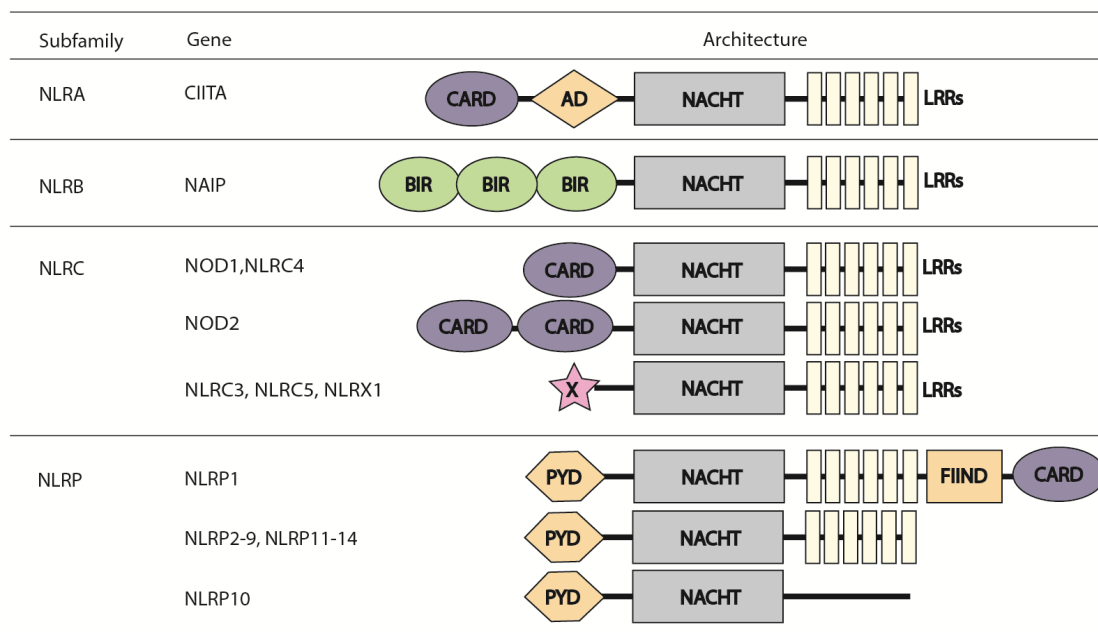 Subfamily Gene Architecture
NLRA CIITA CARD AD NACHT LRRs
NLRB NAIP BIR BIR BIR NACHT LRRs
NLRC NOD1,NLRC4 CARD NACHT LRRs
NOD2 CARD CARD NACHT LRRs
NLRC3, NLRC5, NLRX1 X NACHT LRRs
NLRP NLRP1 PYD NACHT FIIND CARD
NLRP2-9, NLRP11-14 PYD NACHT
NLRP10 PYD NACHT